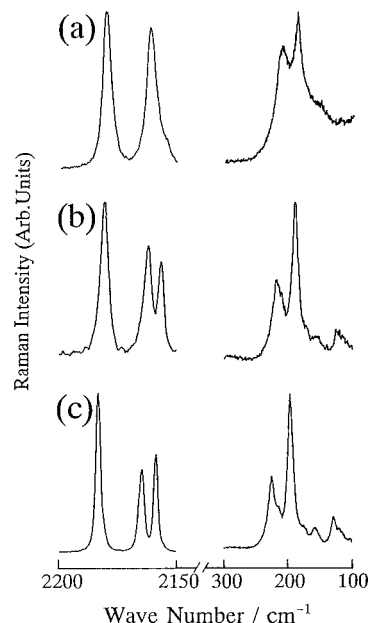 (a)
(b)
(c)
Raman Intensity (Arb.Units)
2200 2150 300 200 100
Wave Number / cm⁻¹